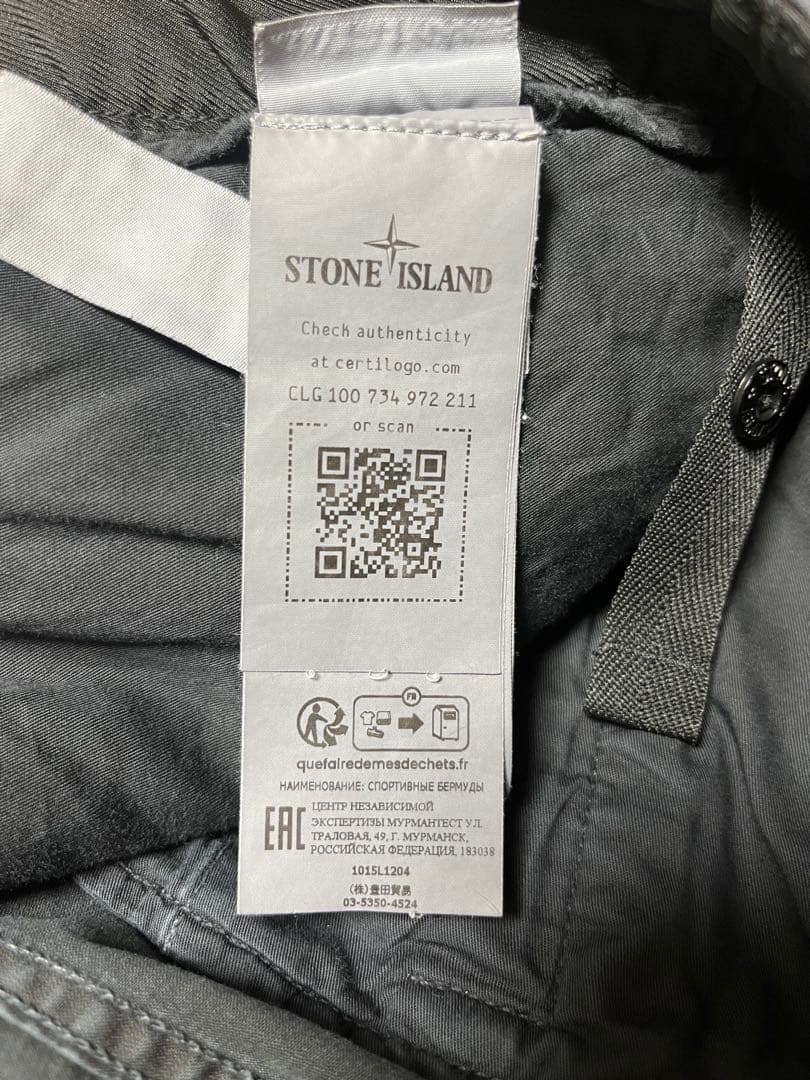 STONE ISLAND
Check authenticity
at certilogo.com
CLG 100 734 972 211
or scan
FR
quefairedemesdechets.fr
НАИМЕНОВАНИЕ: СПОРТИВНЫЕ БЕРМУДЫ
EAC
ЦЕНТР НЕЗАВИСИМОЙ
ЭКСПЕРТИЗЫ МУРМАНТЕСТ УЛ.
ТРАЛОВАЯ, 49, Г. МУРМАНСК,
РОССИЙСКАЯ ФЕДЕРАЦИЯ, 183038
1015L1204
(株)豊田貿易
03-5350-4524